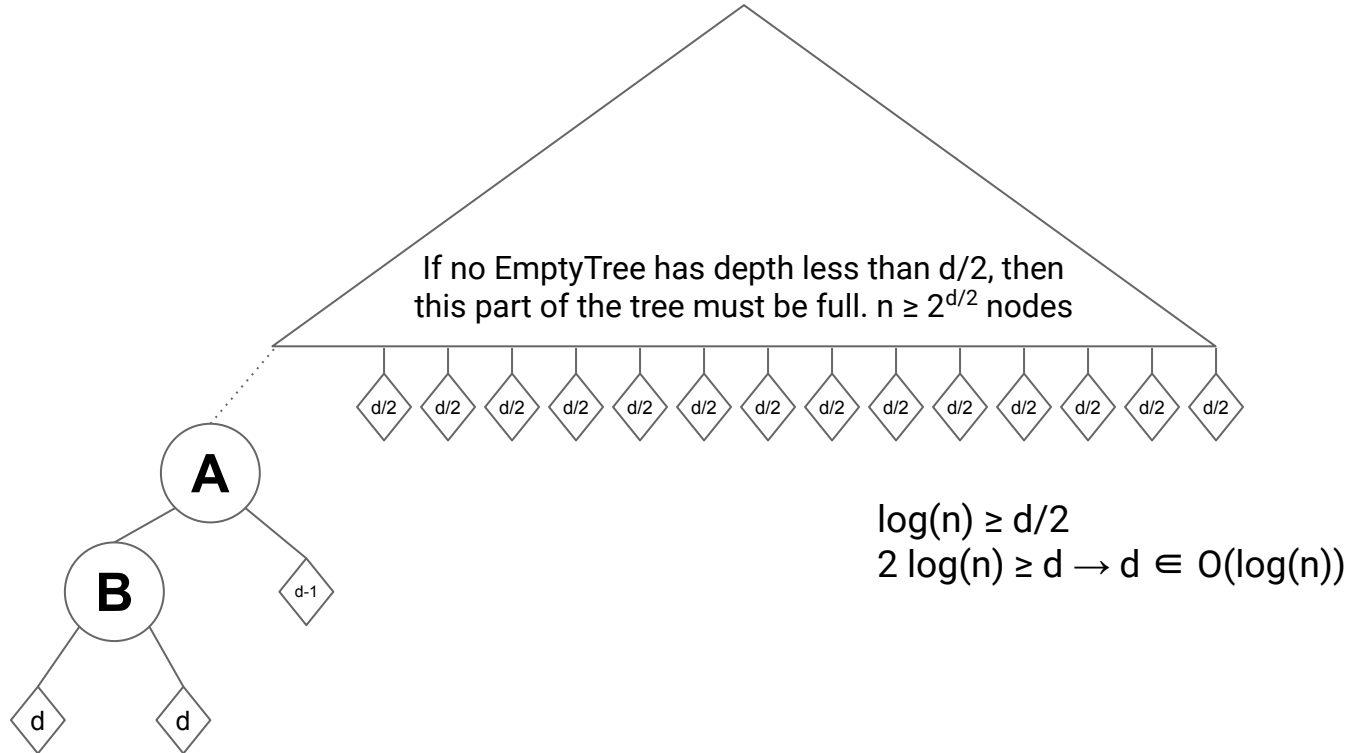 If no EmptyTree has depth less than d/2, then
this part of the tree must be full. n ≥ 2^{d/2} nodes
d/2 d/2 d/2 d/2 d/2 d/2 d/2 d/2 d/2 d/2 d/2 d/2 d/2 d/2
A
log(n) ≥ d/2
2 log(n) ≥ d → d ∈ O(log(n))
B
d-1
d d